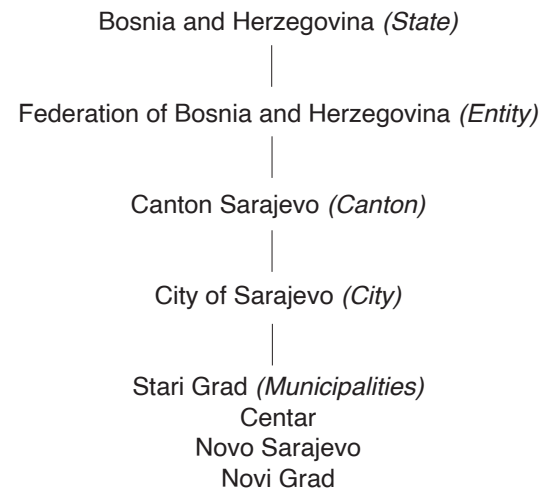 Bosnia and Herzegovina (State)
Federation of Bosnia and Herzegovina (Entity)
Canton Sarajevo (Canton)
City of Sarajevo (City)
Stari Grad (Municipalities)
Centar
Novo Sarajevo
Novi Grad